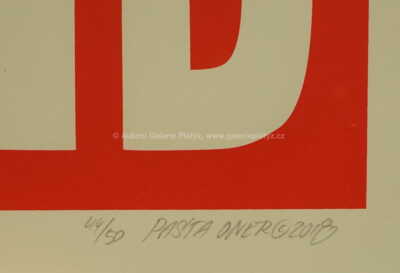 D
© Aukční Galerie Platýz, www.galerieplatyz.cz
44/50 PASTA ONER © 2018